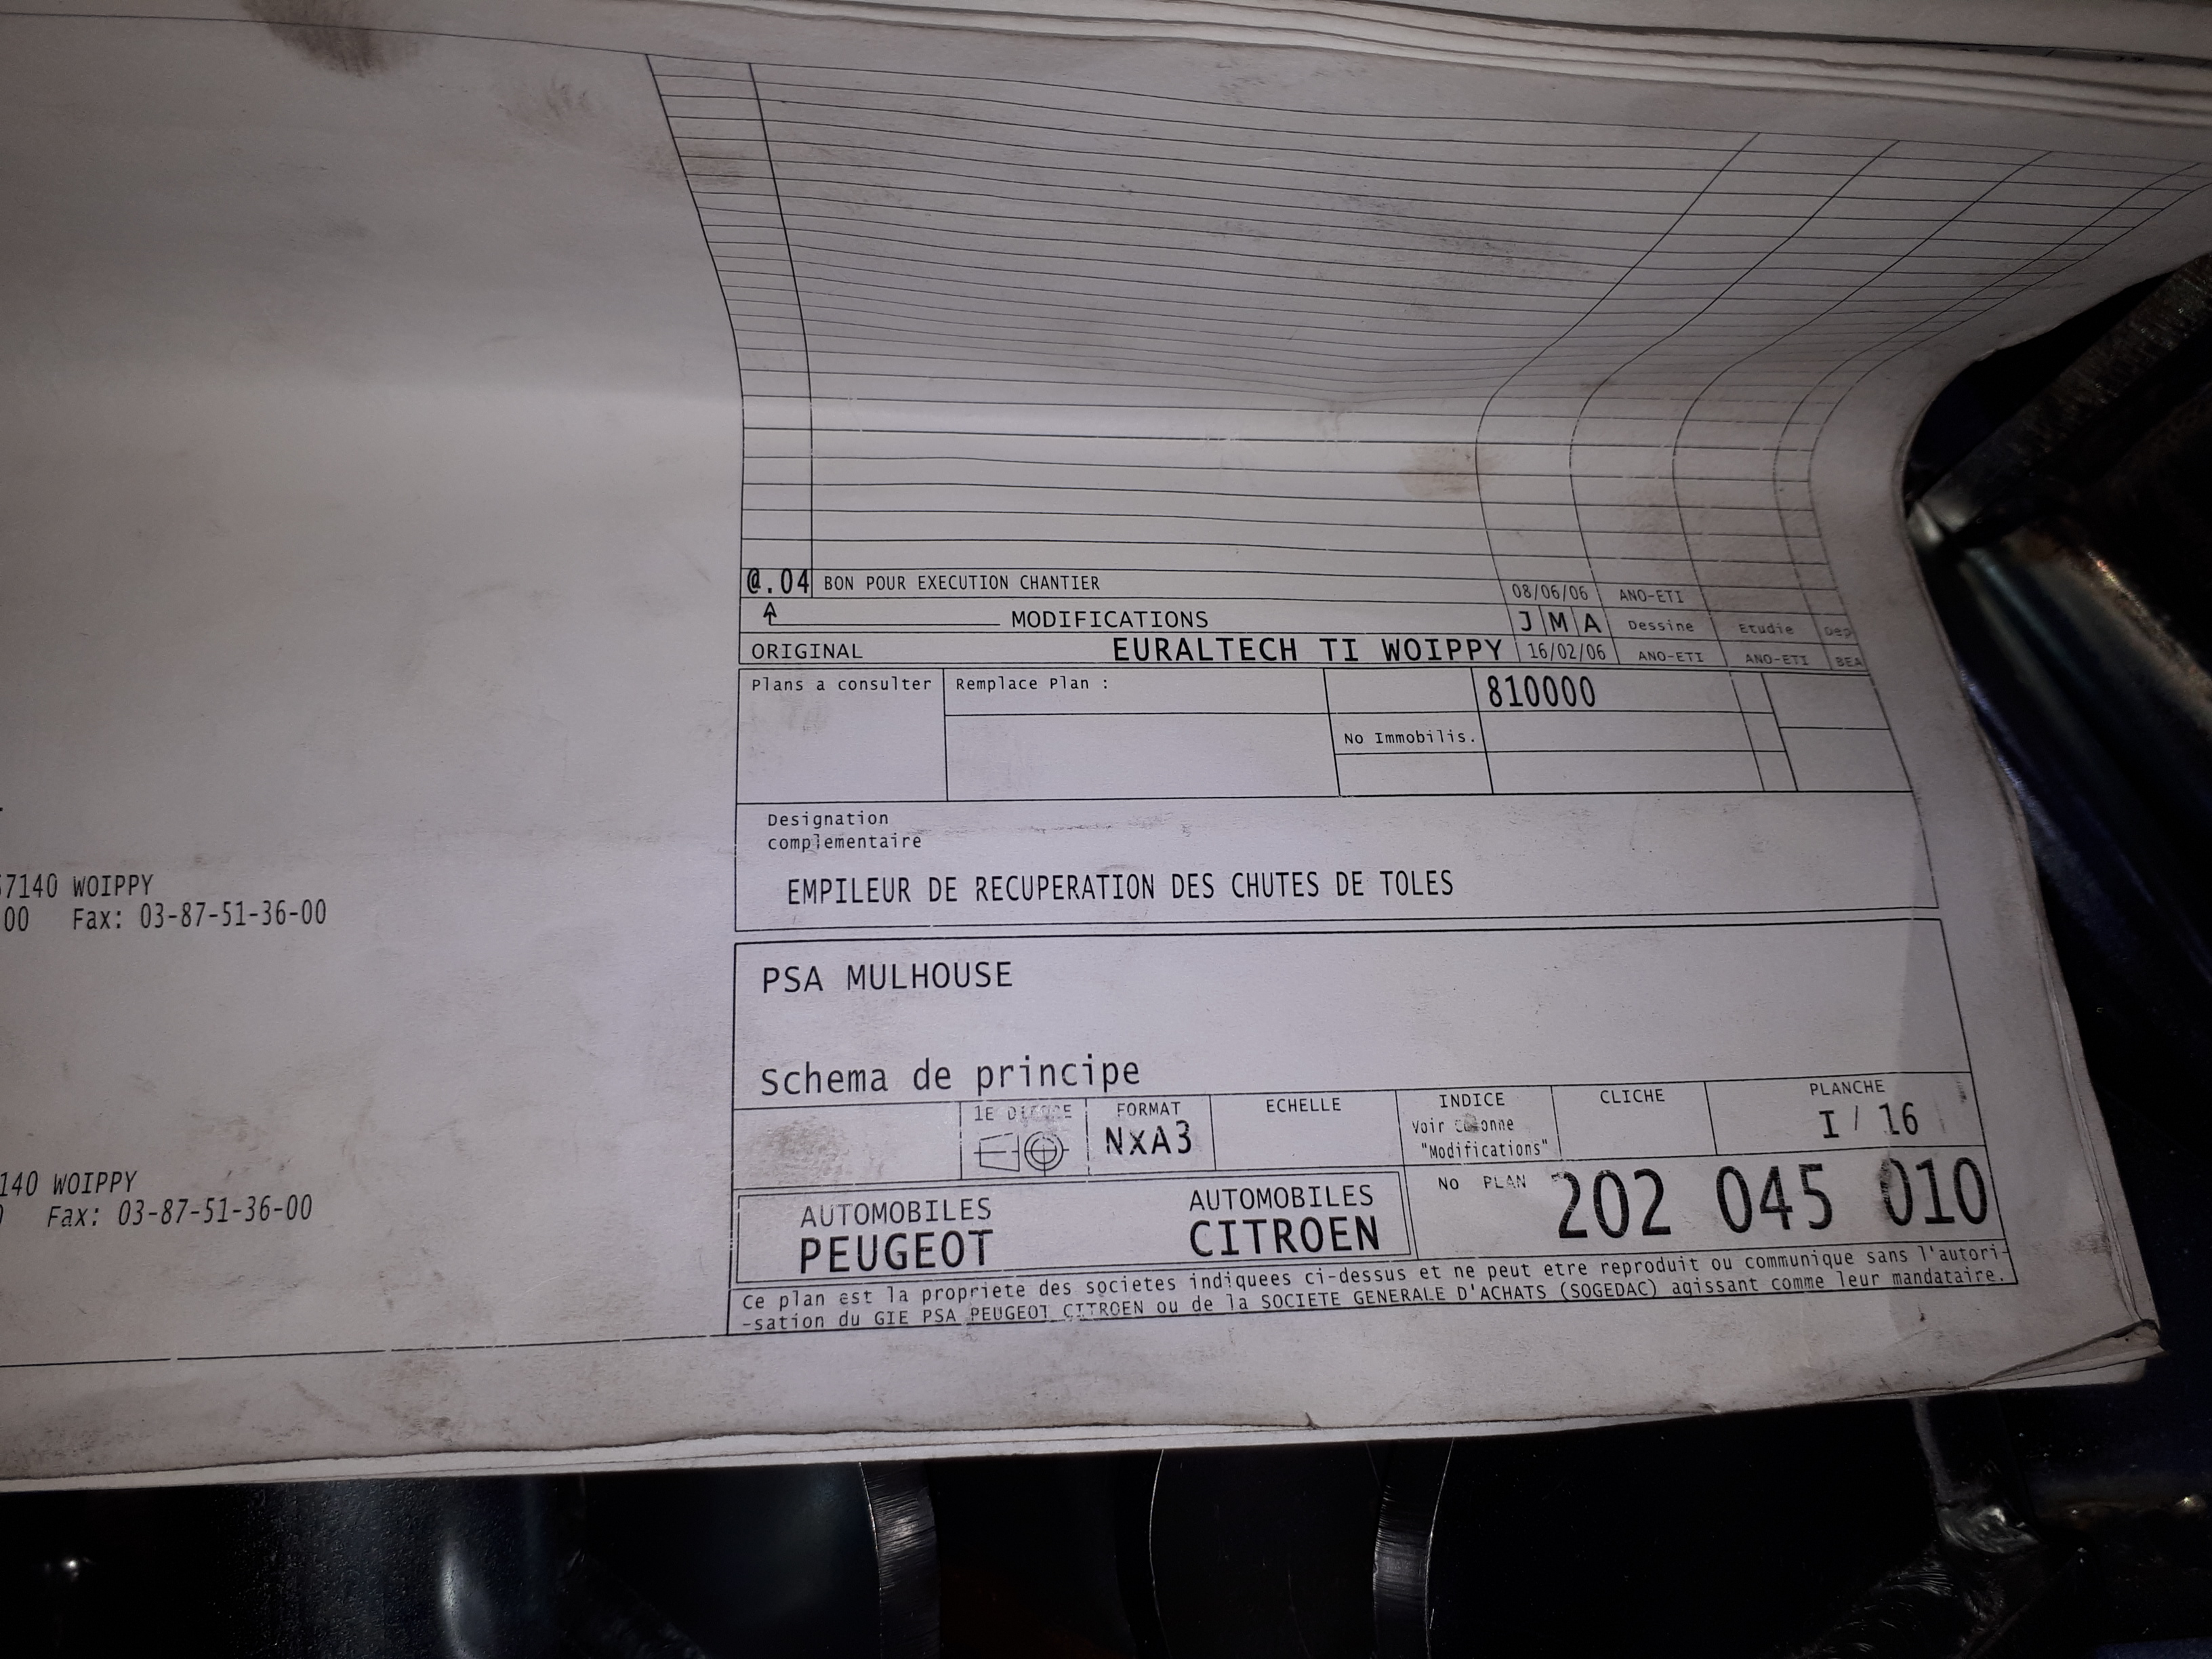 @.04 BON POUR EXECUTION CHANTIER 08/06/06 ANO-ETI
MODIFICATIONS J M A Dessine Etudie Dep
ORIGINAL EURALTECH TI WOIPPY 16/02/06 ANO-ETI ANO-ETI BEA
Plans a consulter Remplace Plan : 810000
No Immobilis.
Designation
complementaire
EMPILEUR DE RECUPERATION DES CHUTES DE TOLES
57140 WOIPPY
00 Fax: 03-87-51-36-00
PSA MULHOUSE
Schema de principe
140 WOIPPY
Fax: 03-87-51-36-00
1E DIEDRE FORMAT ECHELLE INDICE CLICHE PLANCHE
NxA3 Voir colonne I / 16
"Modifications"
AUTOMOBILES AUTOMOBILES NO PLAN 202 045 010
PEUGEOT CITROEN
Ce plan est la propriete des societes indiquees ci-dessus et ne peut etre reproduit ou communique sans l'autori-
-sation du GIE PSA PEUGEOT CITROEN ou de la SOCIETE GENERALE D'ACHATS (SOGEDAC) agissant comme leur mandataire.